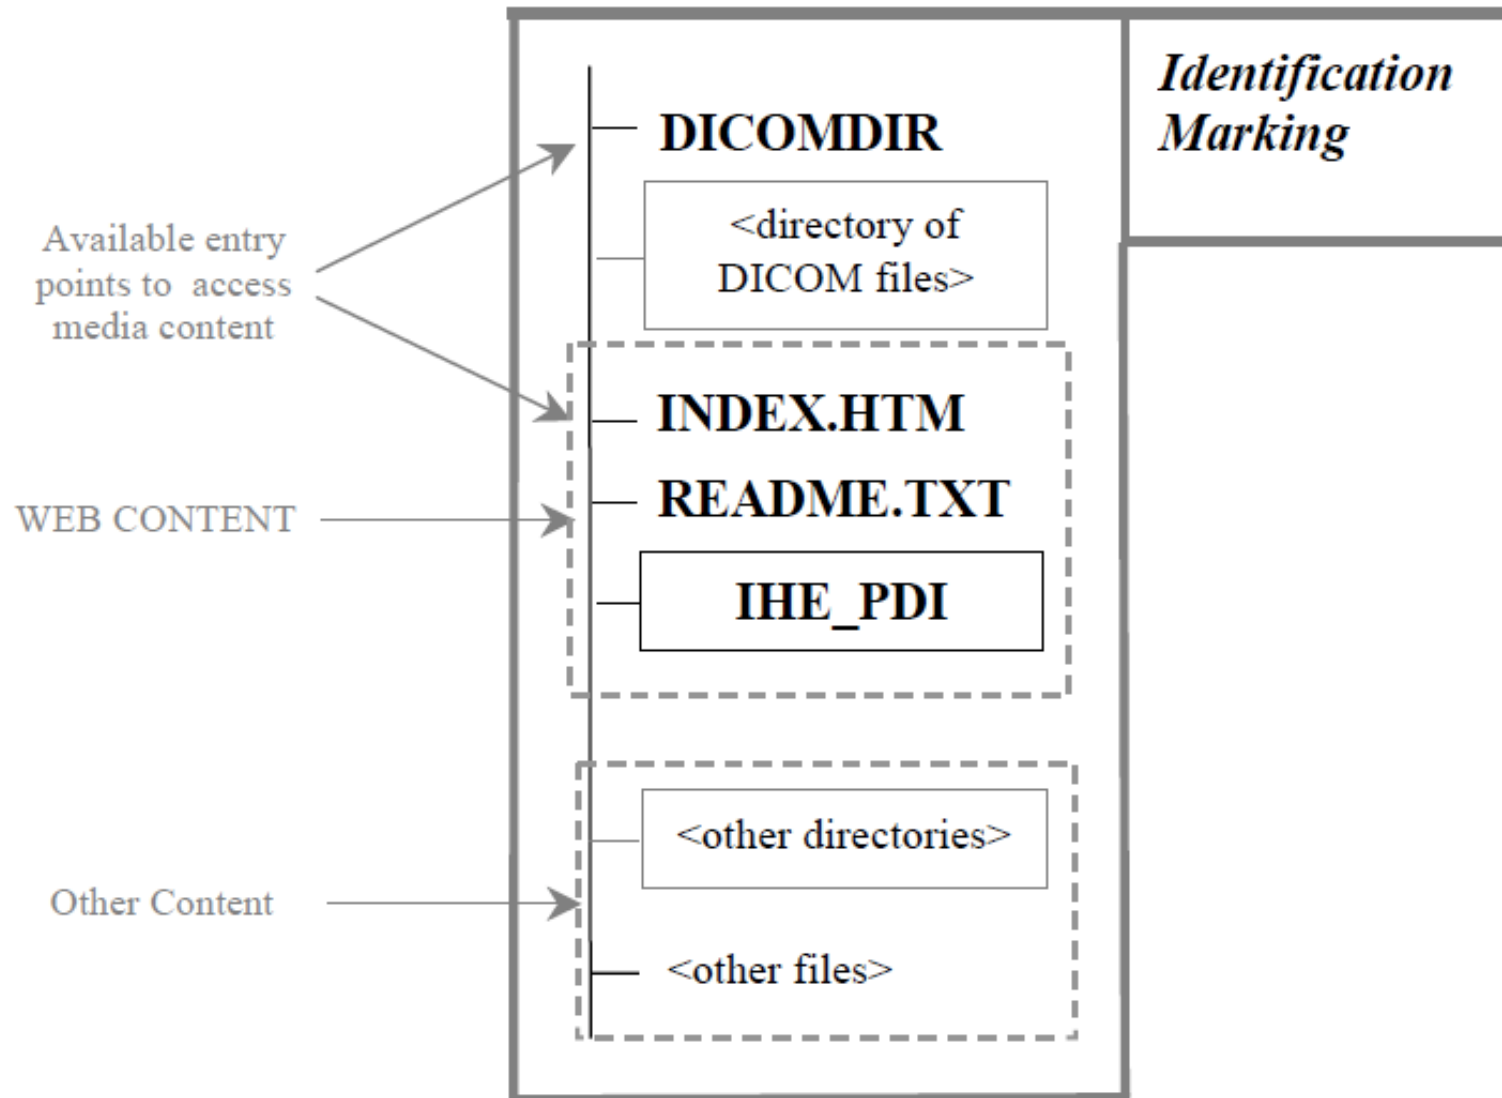 Identification
Marking
DICOMDIR
<directory of
DICOM files>
Available entry
points to access
media content
INDEX.HTM
README.TXT
WEB CONTENT
IHE_PDI
<other directories>
Other Content
<other files>